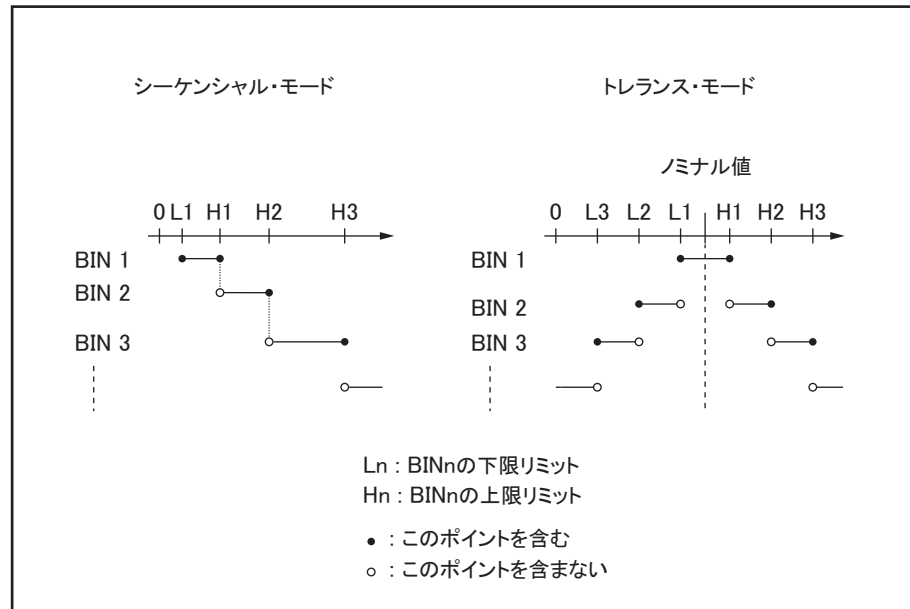 シーケンシャル・モード
トレランス・モード
ノミナル値
0 L1 H1 H2 H3
0 L3 L2 L1 H1 H2 H3
BIN 1
BIN 2
BIN 3
BIN 1
BIN 2
BIN 3
Ln : BINnの下限リミット
Hn : BINnの上限リミット
● : このポイントを含む
○ : このポイントを含まない